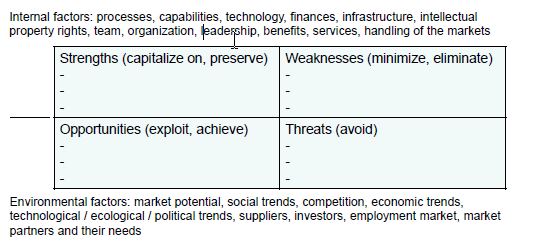 Internal factors: processes, capabilities, technology, finances, infrastructure, intellectual
property rights, team, organization, leadership, benefits, services, handling of the markets
Strengths (capitalize on, preserve)
-
-
-
Weaknesses (minimize, eliminate)
-
-
-
Opportunities (exploit, achieve)
-
-
-
Threats (avoid)
-
-
-
Environmental factors: market potential, social trends, competition, economic trends,
technological / ecological / political trends, suppliers, investors, employment market, market
partners and their needs